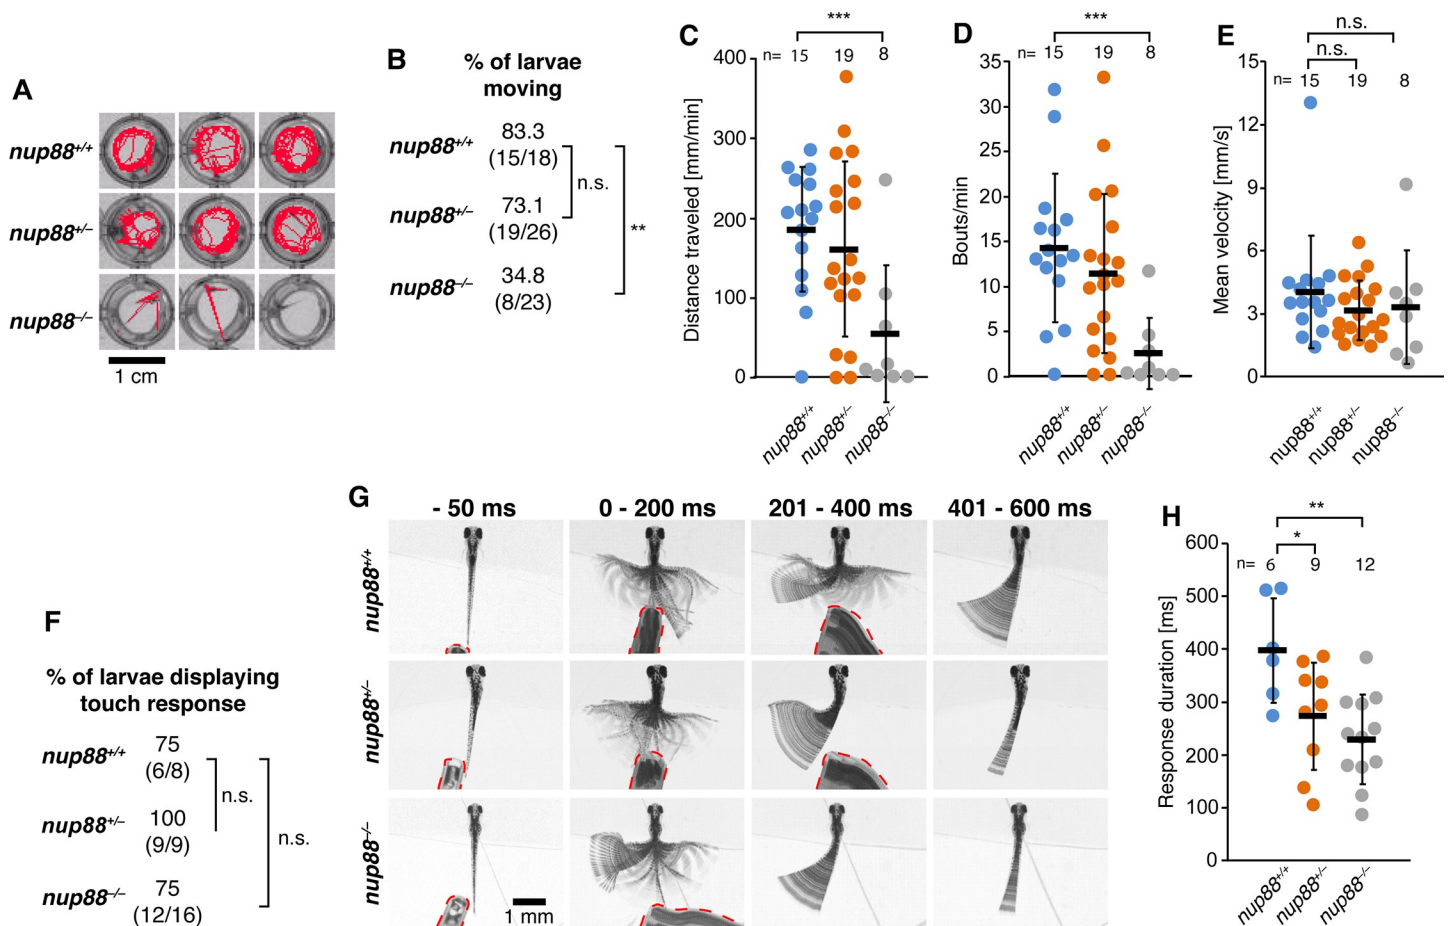 A
nup88+/+
nup88+/–
nup88–/–
1 cm
B
% of larvae
moving
nup88+/+
83.3
(15/18)
nup88+/–
73.1
(19/26)
nup88–/–
34.8
(8/23)
n.s.
**
C
***
n= 15 19 8
Distance traveled [mm/min]
400
300
200
100
0
nup88+/+ nup88+/– nup88–/–
D
***
n= 15 19 8
Bouts/min
35
30
25
20
15
10
5
0
nup88+/+ nup88+/– nup88–/–
E
n.s.
n.s.
n= 15 19 8
Mean velocity [mm/s]
15
12
9
6
3
0
nup88+/+ nup88+/– nup88–/–
F
% of larvae displaying
touch response
nup88+/+
75
(6/8)
nup88+/–
100
(9/9)
nup88–/–
75
(12/16)
n.s.
n.s.
G
- 50 ms 0 - 200 ms 201 - 400 ms 401 - 600 ms
nup88+/+
nup88+/–
nup88–/–
1 mm
H
**
*
n= 6 9 12
Response duration [ms]
600
500
400
300
200
100
0
nup88+/+ nup88+/– nup88–/–